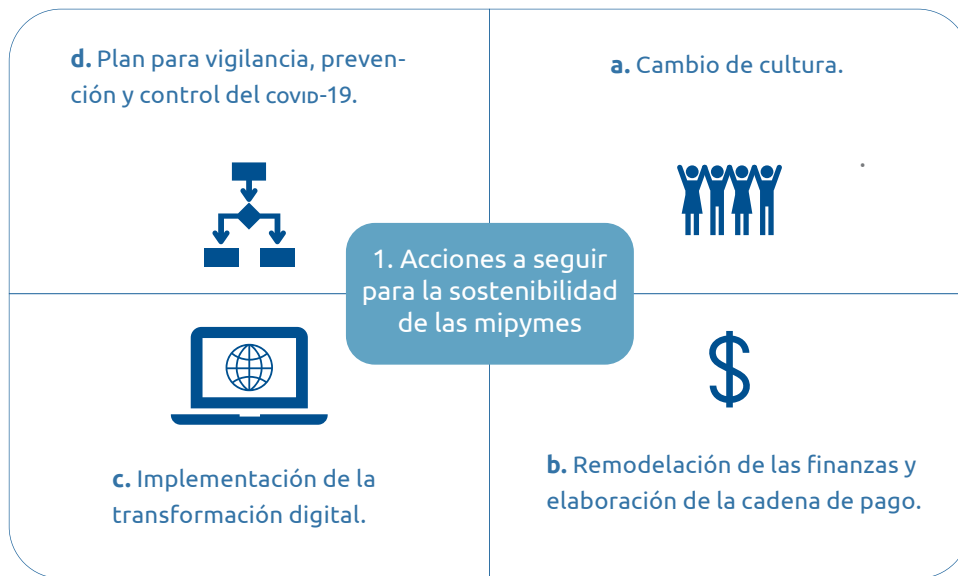 d. Plan para vigilancia, preven-
ción y control del covid-19.
a. Cambio de cultura.
1. Acciones a seguir
para la sostenibilidad
de las mipymes
$
c. Implementación de la
transformación digital.
b. Remodelación de las finanzas y
elaboración de la cadena de pago.